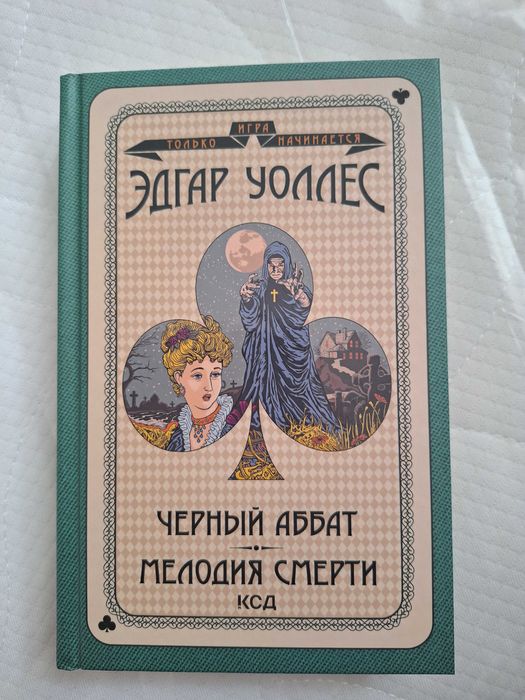 ТОЛЬКО ИГРА НАЧИНАЕТСЯ
ЭДГАР УОЛЛЕС
ЧЕРНЫЙ АББАТ
МЕЛОДИЯ СМЕРТИ
КСД